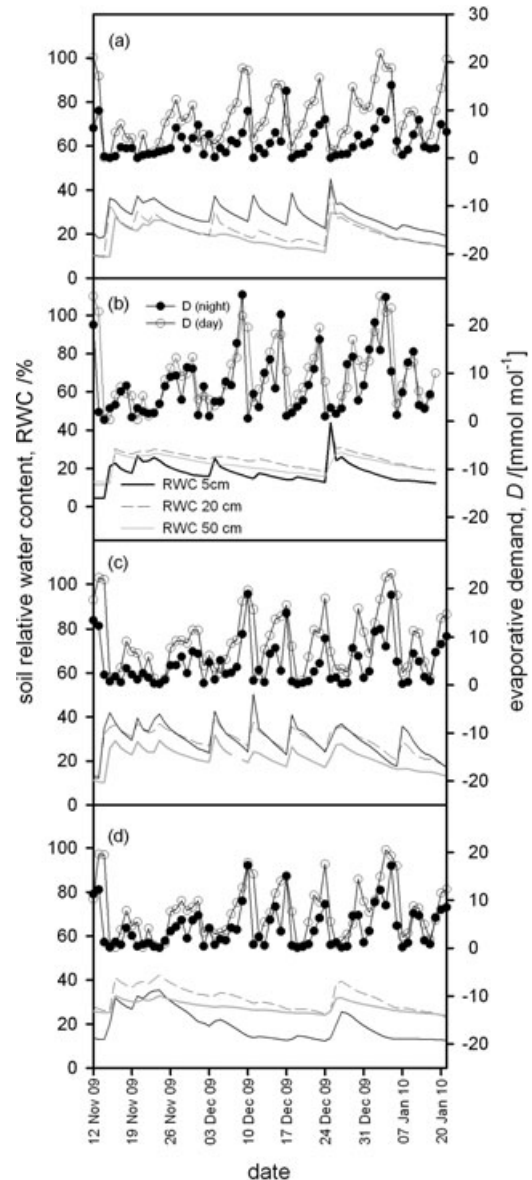 soil relative water content, RWC /%
evaporative demand, D /[mmol mol⁻¹]
(a)
100
80
60
40
20
0
30
20
10
0
-10
-20
(b)
D (night)
D (day)
RWC 5cm
RWC 20 cm
RWC 50 cm
100
80
60
40
20
0
20
10
0
-10
-20
(c)
100
80
60
40
20
0
20
10
0
-10
-20
(d)
100
80
60
40
20
0
20
10
0
-10
-20
12 Nov 09
19 Nov 09
26 Nov 09
03 Dec 09
10 Dec 09
17 Dec 09
24 Dec 09
31 Dec 09
07 Jan 10
20 Jan 10
date